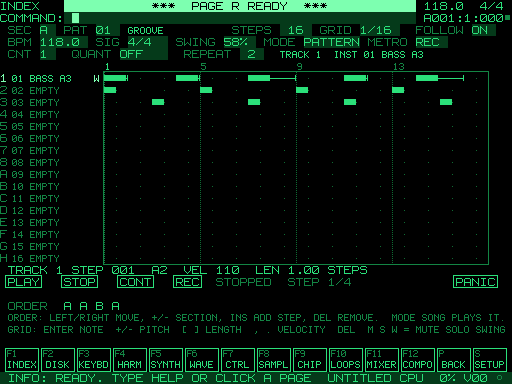 INDEX *** PAGE R READY *** 118.0 4/4
COMMAND: A001:1:000
SEC A PAT 01 GROOVE STEPS 16 GRID 1/16 FOLLOW ON
BPM 118.0 SIG 4/4 SWING 58% MODE PATTERN METRO REC
CNT 1 QUANT OFF REPEAT 2 TRACK 1 INST 01 BASS A3
1 5 9 13
1 01 BASS A3 W
2 02 EMPTY
3 03 EMPTY
4 04 EMPTY
5 05 EMPTY
6 06 EMPTY
7 07 EMPTY
8 08 EMPTY
A 09 EMPTY
B 10 EMPTY
C 11 EMPTY
D 12 EMPTY
E 13 EMPTY
F 14 EMPTY
G 15 EMPTY
H 16 EMPTY
TRACK 1 STEP 001 A2 VEL 110 LEN 1.00 STEPS
PLAY STOP CONT REC STOPPED STEP 1/4 PANIC
ORDER A A B A
ORDER: LEFT/RIGHT MOVE, +/- SECTION, INS ADD STEP, DEL REMOVE. MODE SONG PLAYS IT.
GRID: ENTER NOTE +/- PITCH [ ] LENGTH , . VELOCITY DEL M S W = MUTE SOLO SWING
F1 F2 F3 F4 F5 F6 F7 F8 F9 F10 F11 F12 P S
INDEX DISK KEYBD HARM SYNTH WAVE CTRL SAMPL CHIP LOOPS MIXER COMPO BACK SETUP
INFO: READY. TYPE HELP OR CLICK A PAGE UNTITLED CPU V00